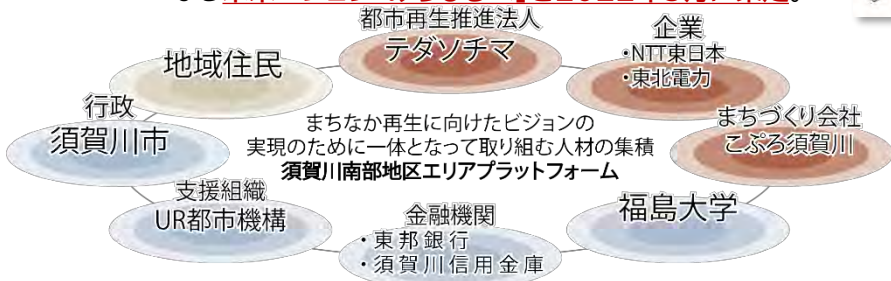 都市再生推進法人
テダソチマ
企業
・NTT東日本
・東北電力
地域住民
行政
須賀川市
まちづくり会社
こぷろ須賀川
まちなか再生に向けたビジョンの
実現のために一体となって取り組む人材の集積
須賀川南部地区エリアプラットフォーム
支援組織
UR都市機構
金融機関
・東邦銀行
・須賀川信用金庫
福島大学